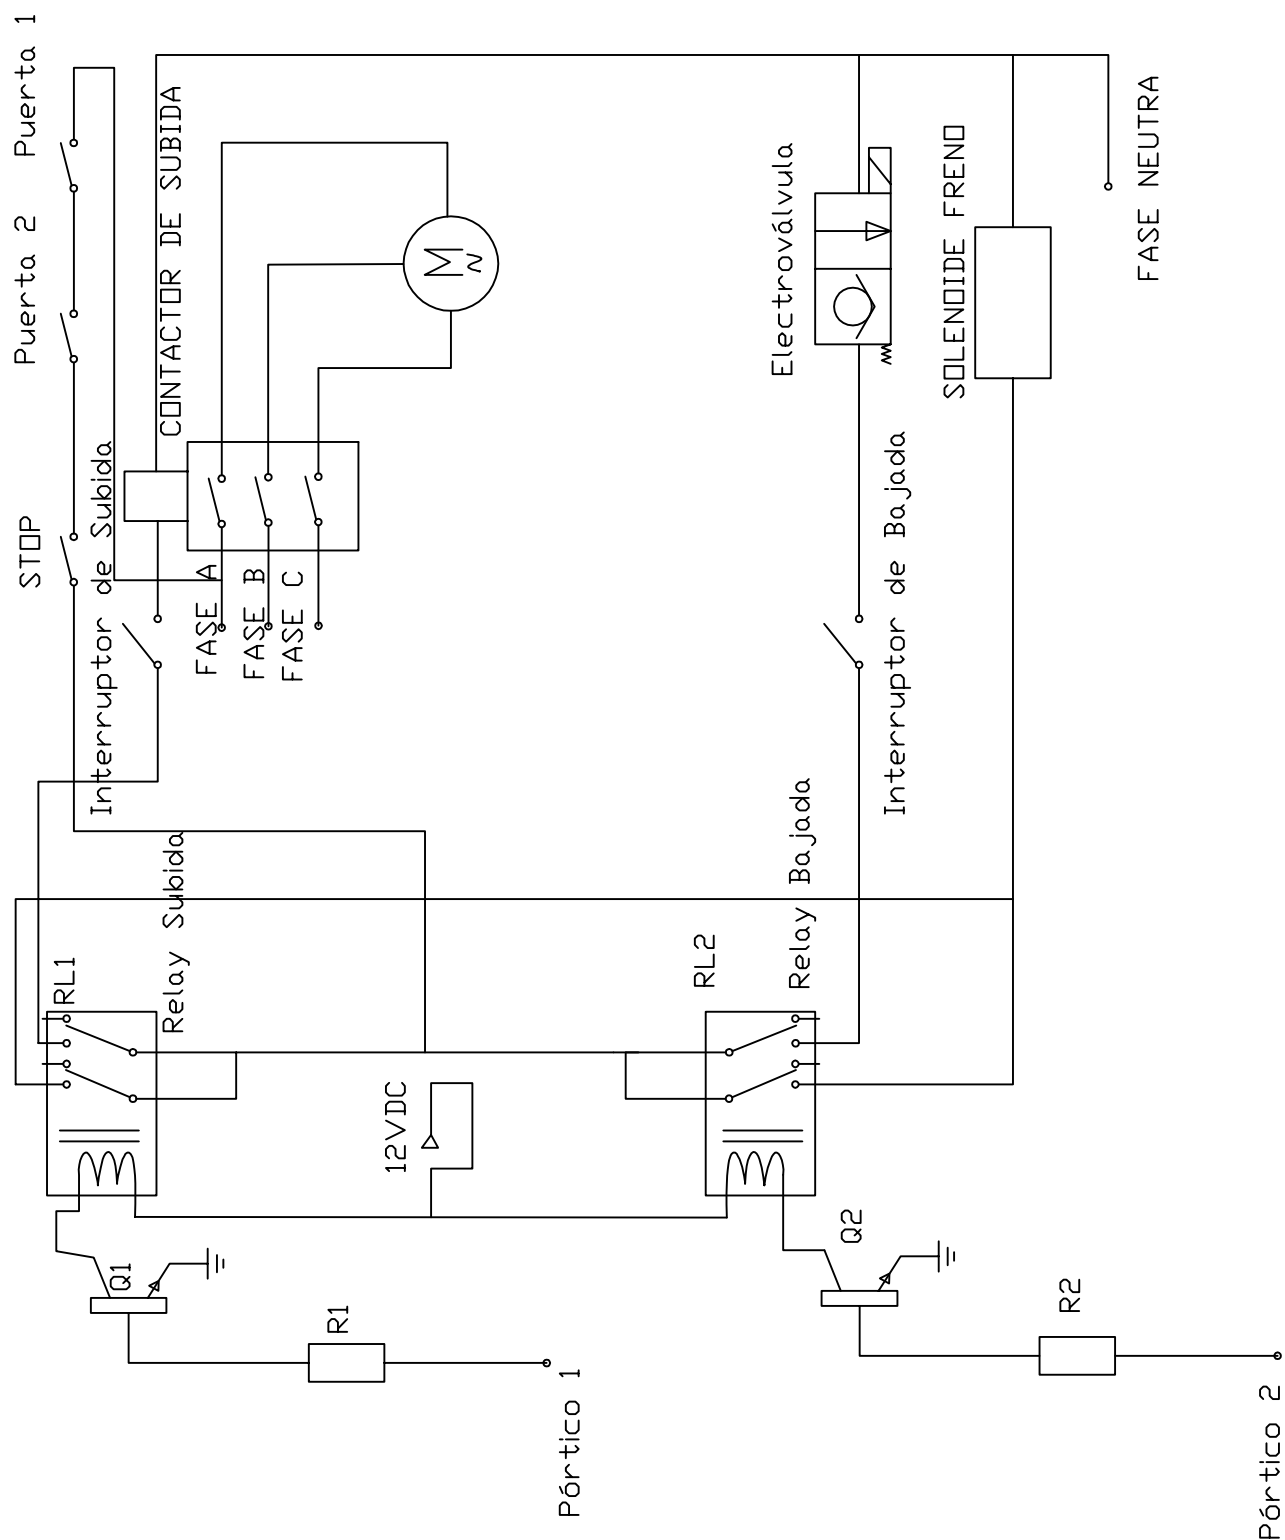 Puerta 1
Puerta 2
STOP
Interruptor de Subida
CONTACTOR DE SUBIDA
FASE A
FASE B
FASE C
M
Electroválvula
SOLENOIDE FRENO
FASE NEUTRA
Interruptor de Bajada
Relay Subida
RL1
Relay Bajada
RL2
12VDC
Q1
Q2
R1
R2
Pórtico 1
Pórtico 2